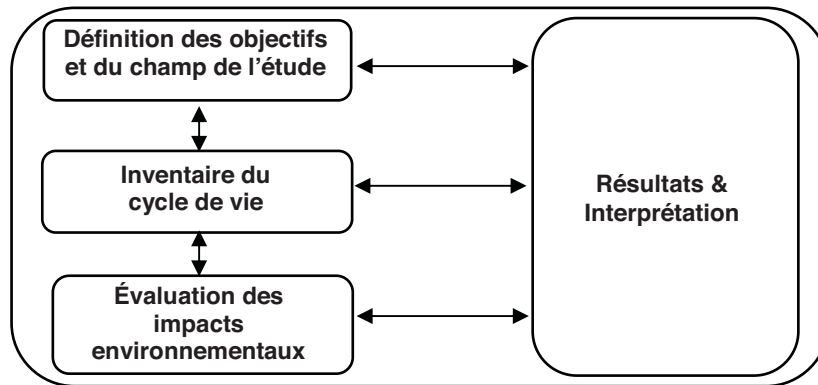 Définition des objectifs
et du champ de l’étude
Inventaire du
cycle de vie
Évaluation des
impacts
environnementaux
Résultats &
Interprétation